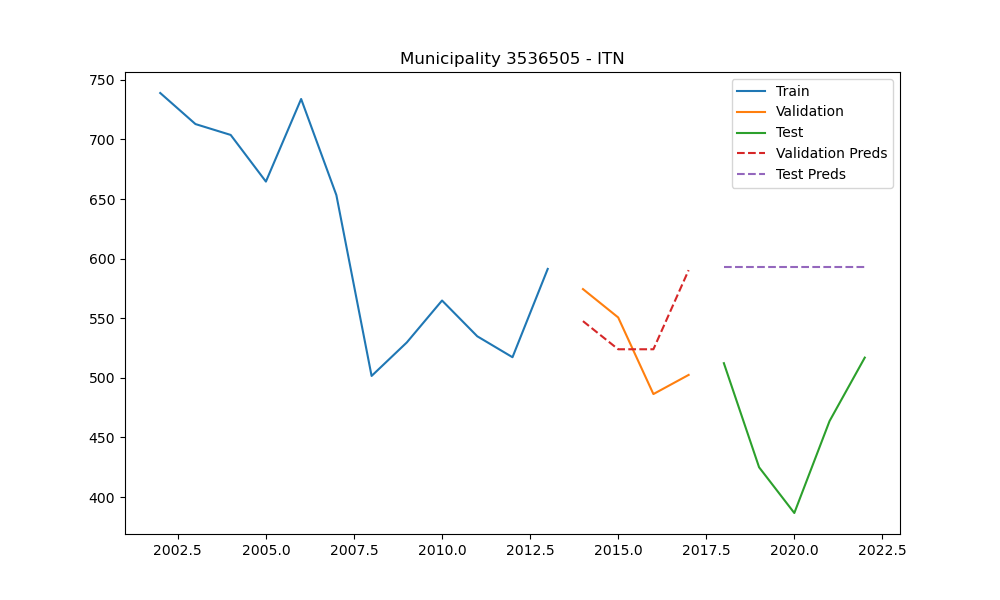 Municipality 3536505 - ITN
750
700
650
600
550
500
450
400
Train
Validation
Test
Validation Preds
Test Preds
2002.5 2005.0 2007.5 2010.0 2012.5 2015.0 2017.5 2020.0 2022.5